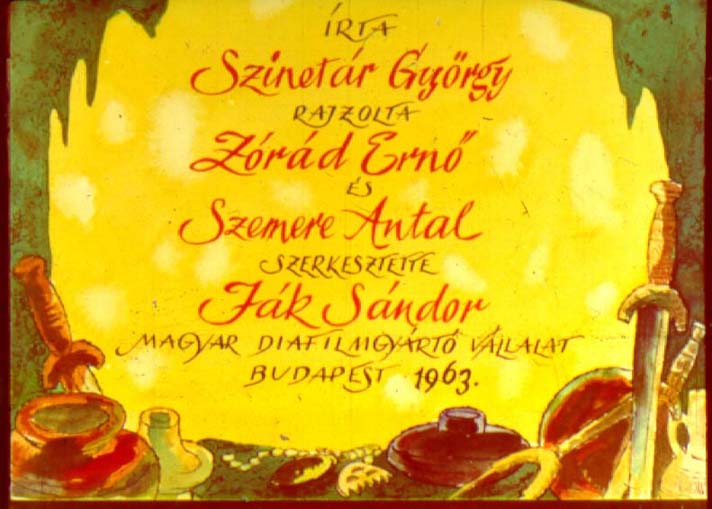 ÍRTA
Szinetár György
RAJZOLTA
Zórád Ernő
ÉS
Szemere Antal
SZERKESZTETTE
Ják Sándor
MAGYAR DIAFILMGYÁRTÓ VÁLLALAT
BUDAPEST 1963.